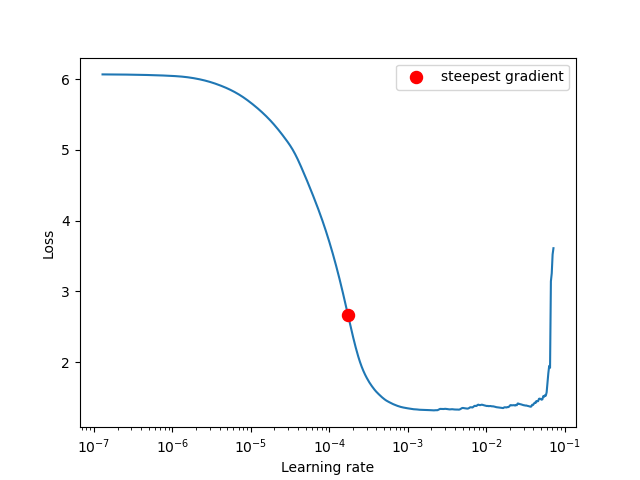 steepest gradient
6
5
4
3
2
Loss
10⁻⁷ 10⁻⁶ 10⁻⁵ 10⁻⁴ 10⁻³ 10⁻² 10⁻¹
Learning rate